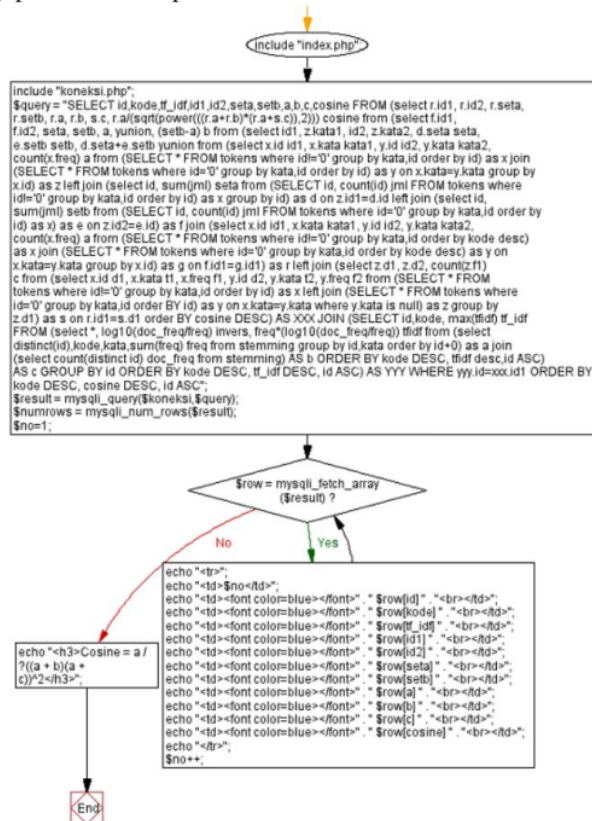 include "index.php"
include "koneksi.php";
$query = "SELECT id,kode,tf_idf,id1,id2,seta,setb,a,b,c,cosine FROM (select r.id1, r.id2, r.seta,
r.setb, r.a, r.b, s.c, r.a/(sqrt(power(((r.a+r.b)*(r.a+s.c)),2))) cosine from (select f.id1,
f.id2, seta, setb, a, yunion, (setb-a) b from (select id1, z.kata1, id2, z.kata2, d.seta seta,
e.setb setb, d.seta+e.setb yunion from (select x.id id1, x.kata kata1, y.id id2, y.kata kata2,
count(x.freq) a from (SELECT * FROM tokens where id!='0' group by kata,id order by id) as x join
(SELECT * FROM tokens where id='0' group by kata,id order by id) as y on x.kata=y.kata group by
x.id) as z left join (select id, sum(jml) seta from (SELECT id, count(id) jml FROM tokens where
id!='0' group by kata,id order by id) as x group by id) as d on z.id1=d.id left join (select id,
sum(jml) setb from (SELECT id, count(id) jml FROM tokens where id='0' group by kata,id order by
id) as x) as e on z.id2=e.id) as f join (select x.id id1, x.kata kata1, y.id id2, y.kata kata2,
count(x.freq) a from (SELECT * FROM tokens where id!='0' group by kata,id order by kode desc)
as x join (SELECT * FROM tokens where id='0' group by kata,id order by kode desc) as y on
x.kata=y.kata group by x.id) as g on f.id1=g.id1) as r left join (select z.d1, z.d2, count(z.f1)
c from (select x.id d1, x.kata t1, x.freq f1, y.id d2, y.kata t2, y.freq f2 from (SELECT * FROM
tokens where id!='0' group by kata,id order by id) as x left join (SELECT * FROM tokens where
id='0' group by kata,id order BY id) as y on x.kata=y.kata where y.kata is null) as z group by
z.d1) as s on r.id1=s.d1 order BY cosine DESC) AS XXX JOIN (SELECT id,kode, max(tfidf) tf_idf
FROM (select *, log10(doc_freq/freq) invers, freq*(log10(doc_freq/freq)) tfidf from (select
distinct(id),kode,kata,sum(freq) freq from stemming group by id,kata order by id+0) as a join
(select count(distinct id) doc_freq from stemming) AS b ORDER BY kode DESC, tfidf desc,id ASC)
AS c GROUP BY id ORDER BY kode DESC, tf_idf DESC, id ASC) AS YYY WHERE yyy.id=xxx.id1 ORDER BY
kode DESC, cosine DESC, id ASC";
$result = mysqli_query($koneksi,$query);
$numrows = mysqli_num_rows($result);
$no=1;
$row = mysqli_fetch_array
($result) ?
No
Yes
echo "<tr>";
echo "<td>$no</td>";
echo "<td><font color=blue></font>" . " $row[id] " . "<br></td>";
echo "<td><font color=blue></font>" . " $row[kode] " . "<br></td>";
echo "<td><font color=blue></font>" . " $row[tf_idf] " . "<br></td>";
echo "<td><font color=blue></font>" . " $row[id1] " . "<br></td>";
echo "<td><font color=blue></font>" . " $row[id2] " . "<br></td>";
echo "<td><font color=blue></font>" . " $row[seta] " . "<br></td>";
echo "<td><font color=blue></font>" . " $row[setb] " . "<br></td>";
echo "<td><font color=blue></font>" . " $row[a] " . "<br></td>";
echo "<td><font color=blue></font>" . " $row[b] " . "<br></td>";
echo "<td><font color=blue></font>" . " $row[c] " . "<br></td>";
echo "<td><font color=blue></font>" . " $row[cosine] " . "<br></td>";
echo "</tr>";
$no++;
echo "<h3>Cosine = a /
?((a + b)(a +
c))^2</h3>";
End